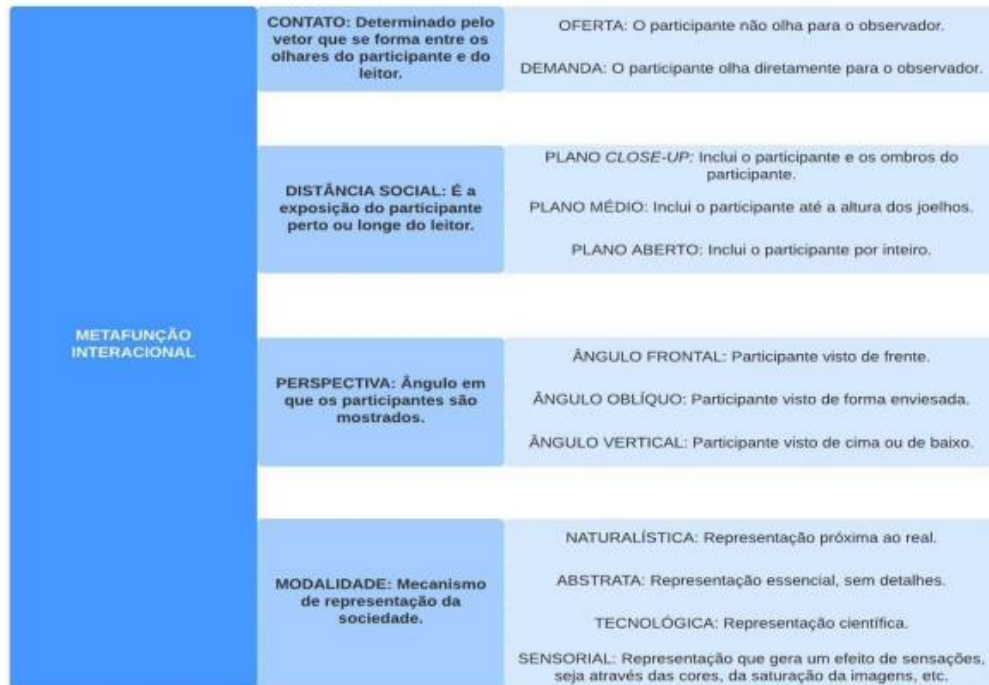 METAFUNÇÃO
INTERACIONAL
CONTATO: Determinado pelo
vetor que se forma entre os
olhares do participante e do
leitor.
OFERTA: O participante não olha para o observador.
DEMANDA: O participante olha diretamente para o observador.
DISTÂNCIA SOCIAL: É a
exposição do participante
perto ou longe do leitor.
PLANO CLOSE-UP: Inclui o participante e os ombros do
participante.
PLANO MÉDIO: Inclui o participante até a altura dos joelhos.
PLANO ABERTO: Inclui o participante por inteiro.
PERSPECTIVA: Ângulo em
que os participantes são
mostrados.
ÂNGULO FRONTAL: Participante visto de frente.
ÂNGULO OBLÍQUO: Participante visto de forma enviesada.
ÂNGULO VERTICAL: Participante visto de cima ou de baixo.
MODALIDADE: Mecanismo
de representação da
sociedade.
NATURALÍSTICA: Representação próxima ao real.
ABSTRATA: Representação essencial, sem detalhes.
TECNOLÓGICA: Representação científica.
SENSORIAL: Representação que gera um efeito de sensações,
seja através das cores, da saturação da imagens, etc.